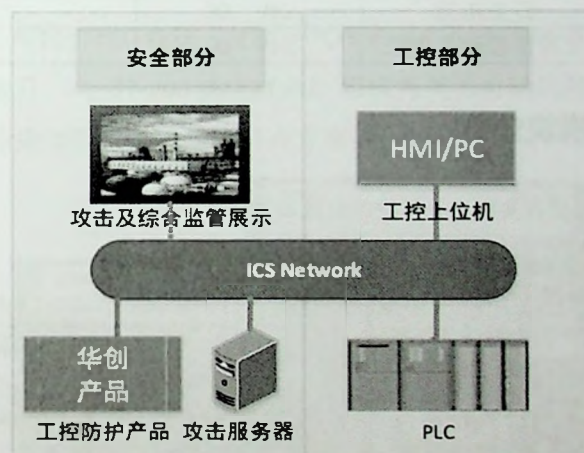 安全部分
工控部分
HMI/PC
攻击及综合监管展示
工控上位机
ICS Network
华创
产品
工控防护产品 攻击服务器
PLC